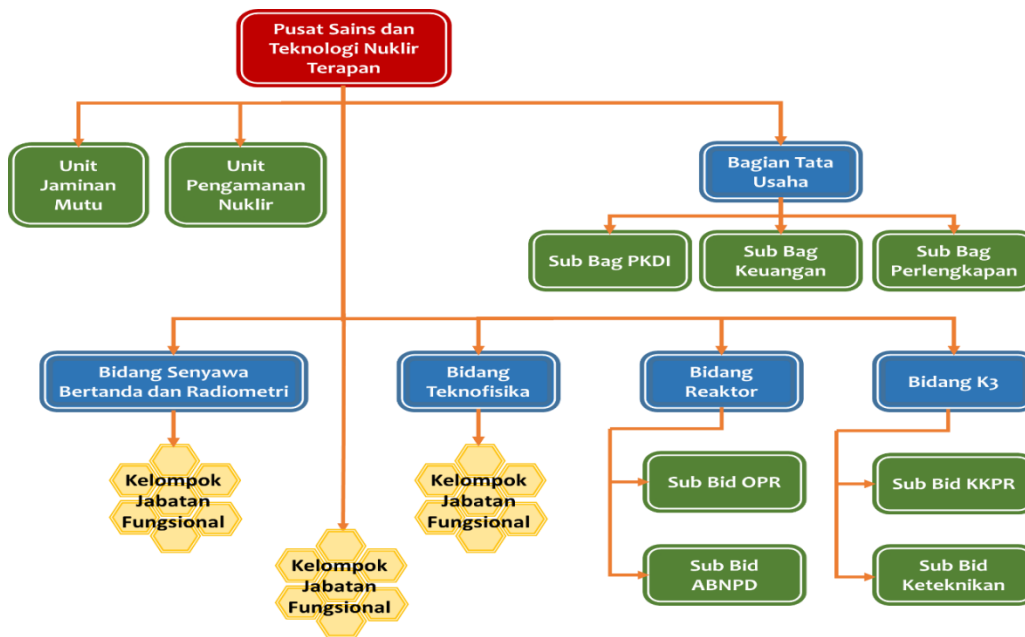 Pusat Sains dan
Teknologi Nuklir
Terapan
Unit
Jaminan
Mutu
Unit
Pengamanan
Nuklir
Bagian Tata
Usaha
Sub Bag PKDI
Sub Bag
Keuangan
Sub Bag
Perlengkapan
Bidang Senyawa
Bertanda dan Radiometri
Bidang
Teknofisika
Bidang
Reaktor
Bidang K3
Kelompok
Jabatan
Fungsional
Kelompok
Jabatan
Fungsional
Kelompok
Jabatan
Fungsional
Sub Bid OPR
Sub Bid KKPR
Sub Bid
ABNPD
Sub Bid
Keteknikan